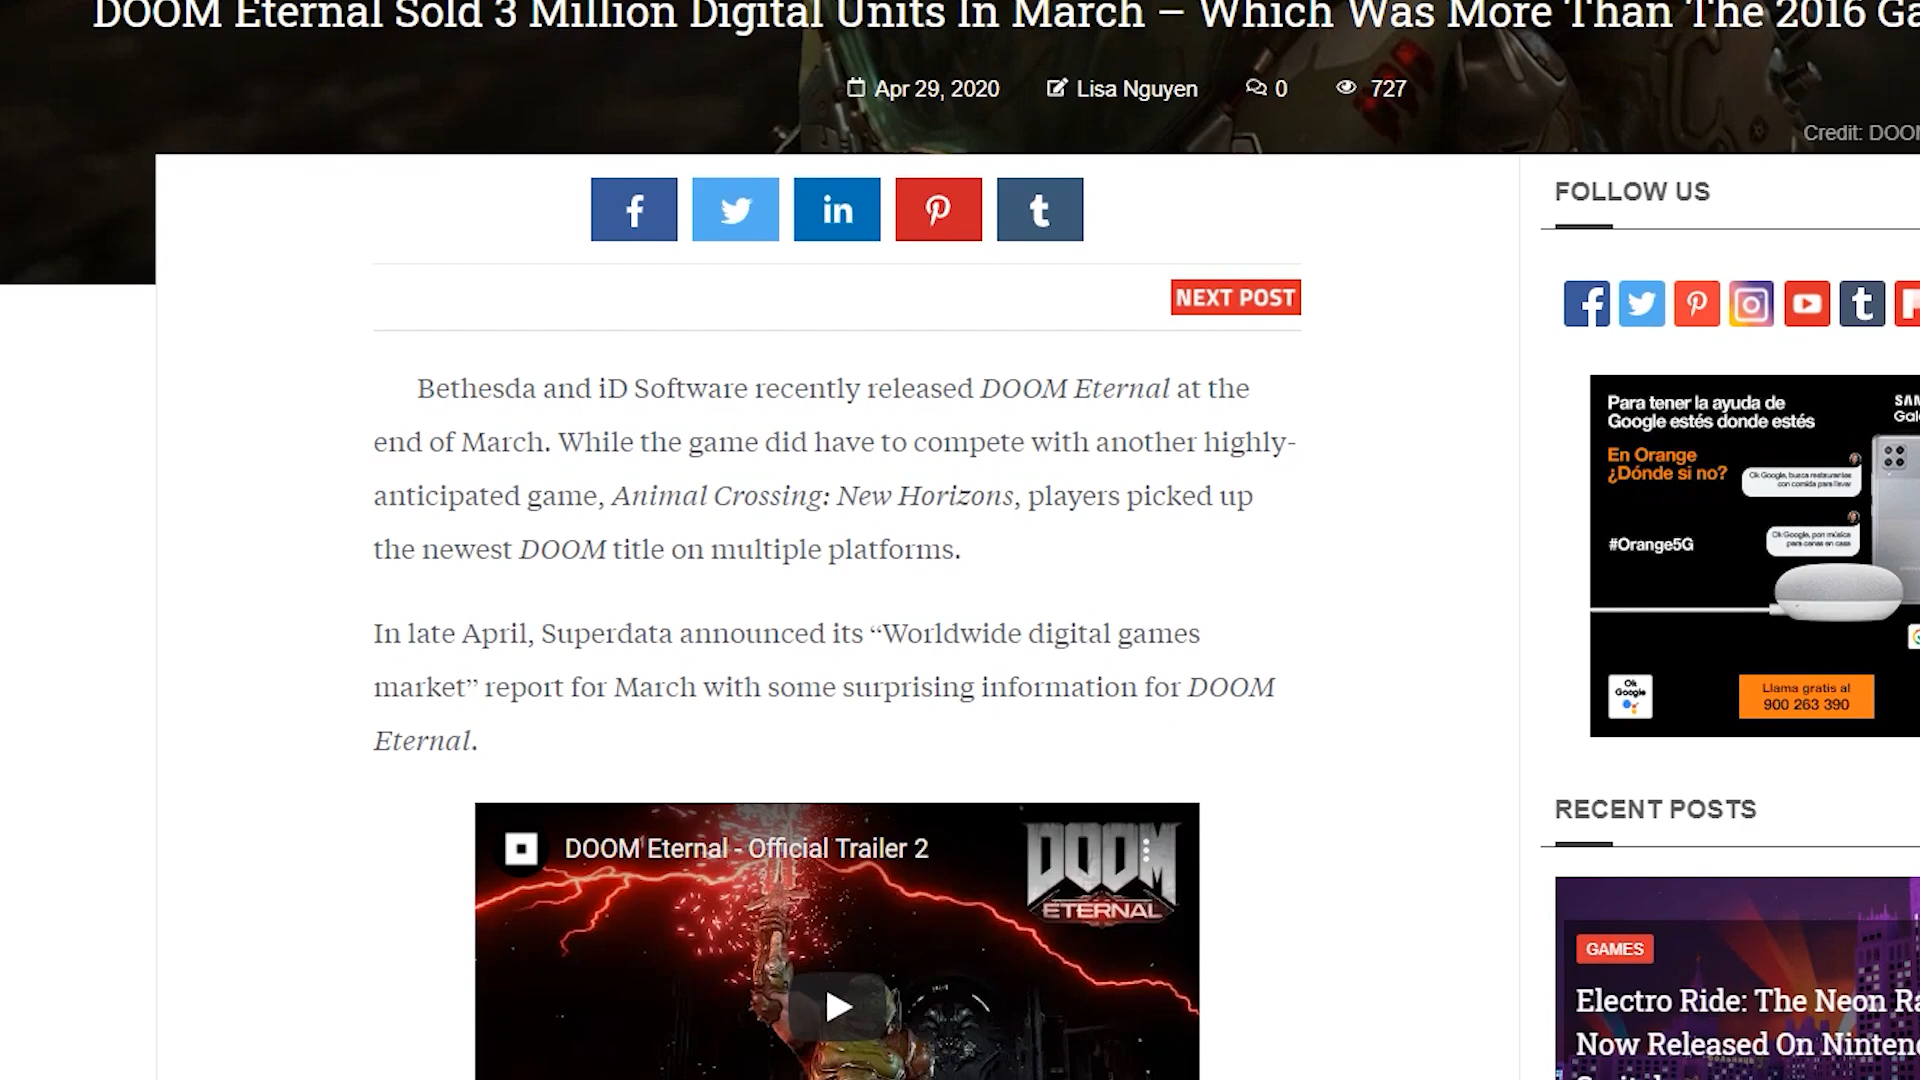 DOOM Eternal Sold 3 Million Digital Units In March – Which Was More Than The 2016 Ga
Apr 29, 2020 Lisa Nguyen 0 727
Credit: DOO
NEXT POST
Bethesda and iD Software recently released DOOM Eternal at the
end of March. While the game did have to compete with another highly-
anticipated game, Animal Crossing: New Horizons, players picked up
the newest DOOM title on multiple platforms.
In late April, Superdata announced its “Worldwide digital games
market” report for March with some surprising information for DOOM
Eternal.
DOOM Eternal - Official Trailer 2
DOOM
ETERNAL
FOLLOW US
Para tener la ayuda de
Google estés donde estés
SAM
Gal
En Orange
¿Dónde si no?
Ok Google, busca restaurantes
con comida para llevar
Ok Google, pon música
para cenas en casa
#Orange5G
Ok
Google
Llama gratis al
900 263 390
RECENT POSTS
GAMES
Electro Ride: The Neon Ra
Now Released On Ninten